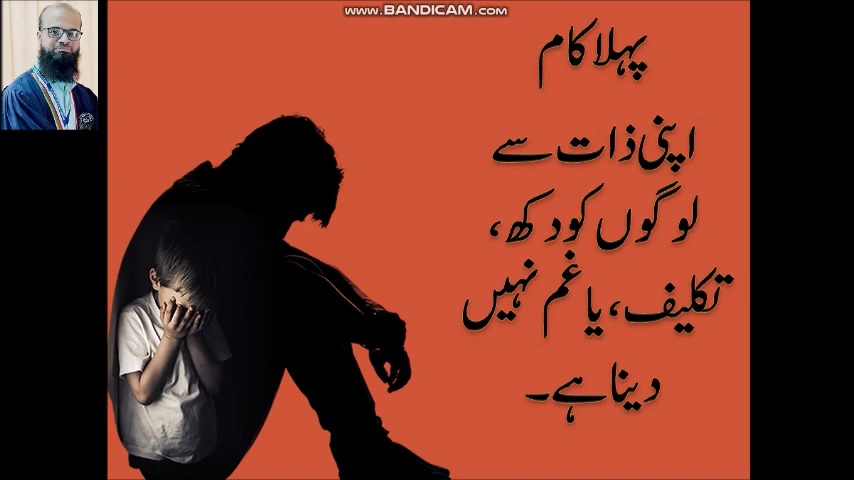 www.BANDICAM.com
پہلا کام
اپنی ذات سے
لوگوں کو دکھ،
تکلیف، یا غم نہیں
دینا ہے۔